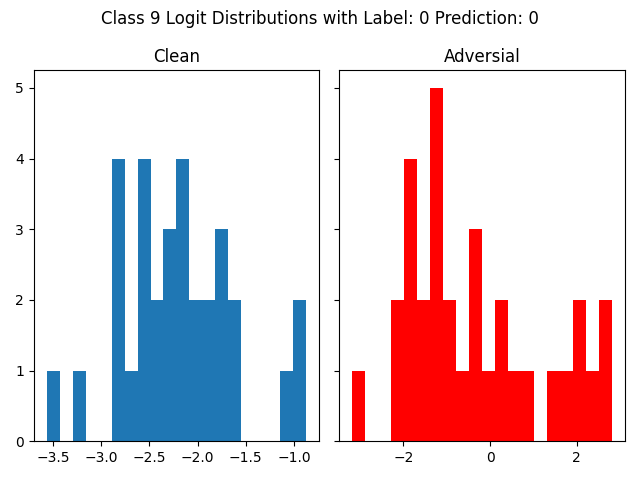 Class 9 Logit Distributions with Label: 0 Prediction: 0
Clean
Adversial
5
4
3
2
1
0
−3.5 −3.0 −2.5 −2.0 −1.5 −1.0
−2 0 2